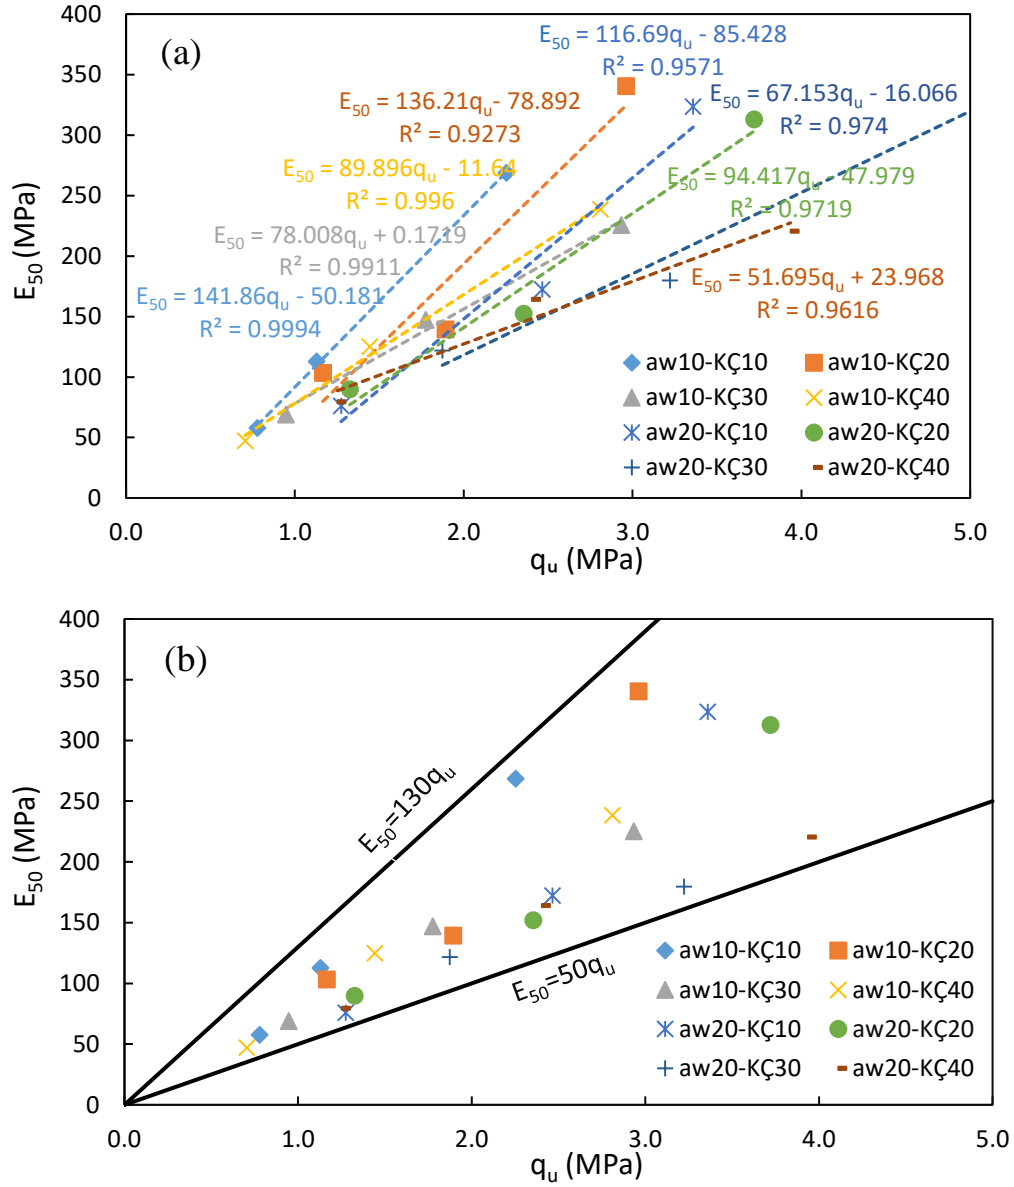 (a)
E₅₀ = 116.69qᵤ - 85.428
R² = 0.9571
E₅₀ = 67.153qᵤ - 16.066
R² = 0.974
E₅₀ = 136.21qᵤ- 78.892
R² = 0.9273
E₅₀ = 89.896qᵤ - 11.64
R² = 0.996
E₅₀ = 94.417qᵤ - 47.979
R² = 0.9719
E₅₀ = 78.008qᵤ + 0.1719
R² = 0.9911
E₅₀ = 141.86qᵤ - 50.181
R² = 0.9994
E₅₀ = 51.695qᵤ + 23.968
R² = 0.9616
400
350
300
250
200
150
100
50
0
E₅₀ (MPa)
aw10-KÇ10 aw10-KÇ20
aw10-KÇ30 aw10-KÇ40
aw20-KÇ10 aw20-KÇ20
aw20-KÇ30 aw20-KÇ40
0.0 1.0 2.0 3.0 4.0 5.0
qᵤ (MPa)
(b)
400
350
300
250
200
150
100
50
0
E₅₀ (MPa)
E₅₀=130qᵤ
E₅₀=50qᵤ
aw10-KÇ10 aw10-KÇ20
aw10-KÇ30 aw10-KÇ40
aw20-KÇ10 aw20-KÇ20
aw20-KÇ30 aw20-KÇ40
0.0 1.0 2.0 3.0 4.0 5.0
qᵤ (MPa)